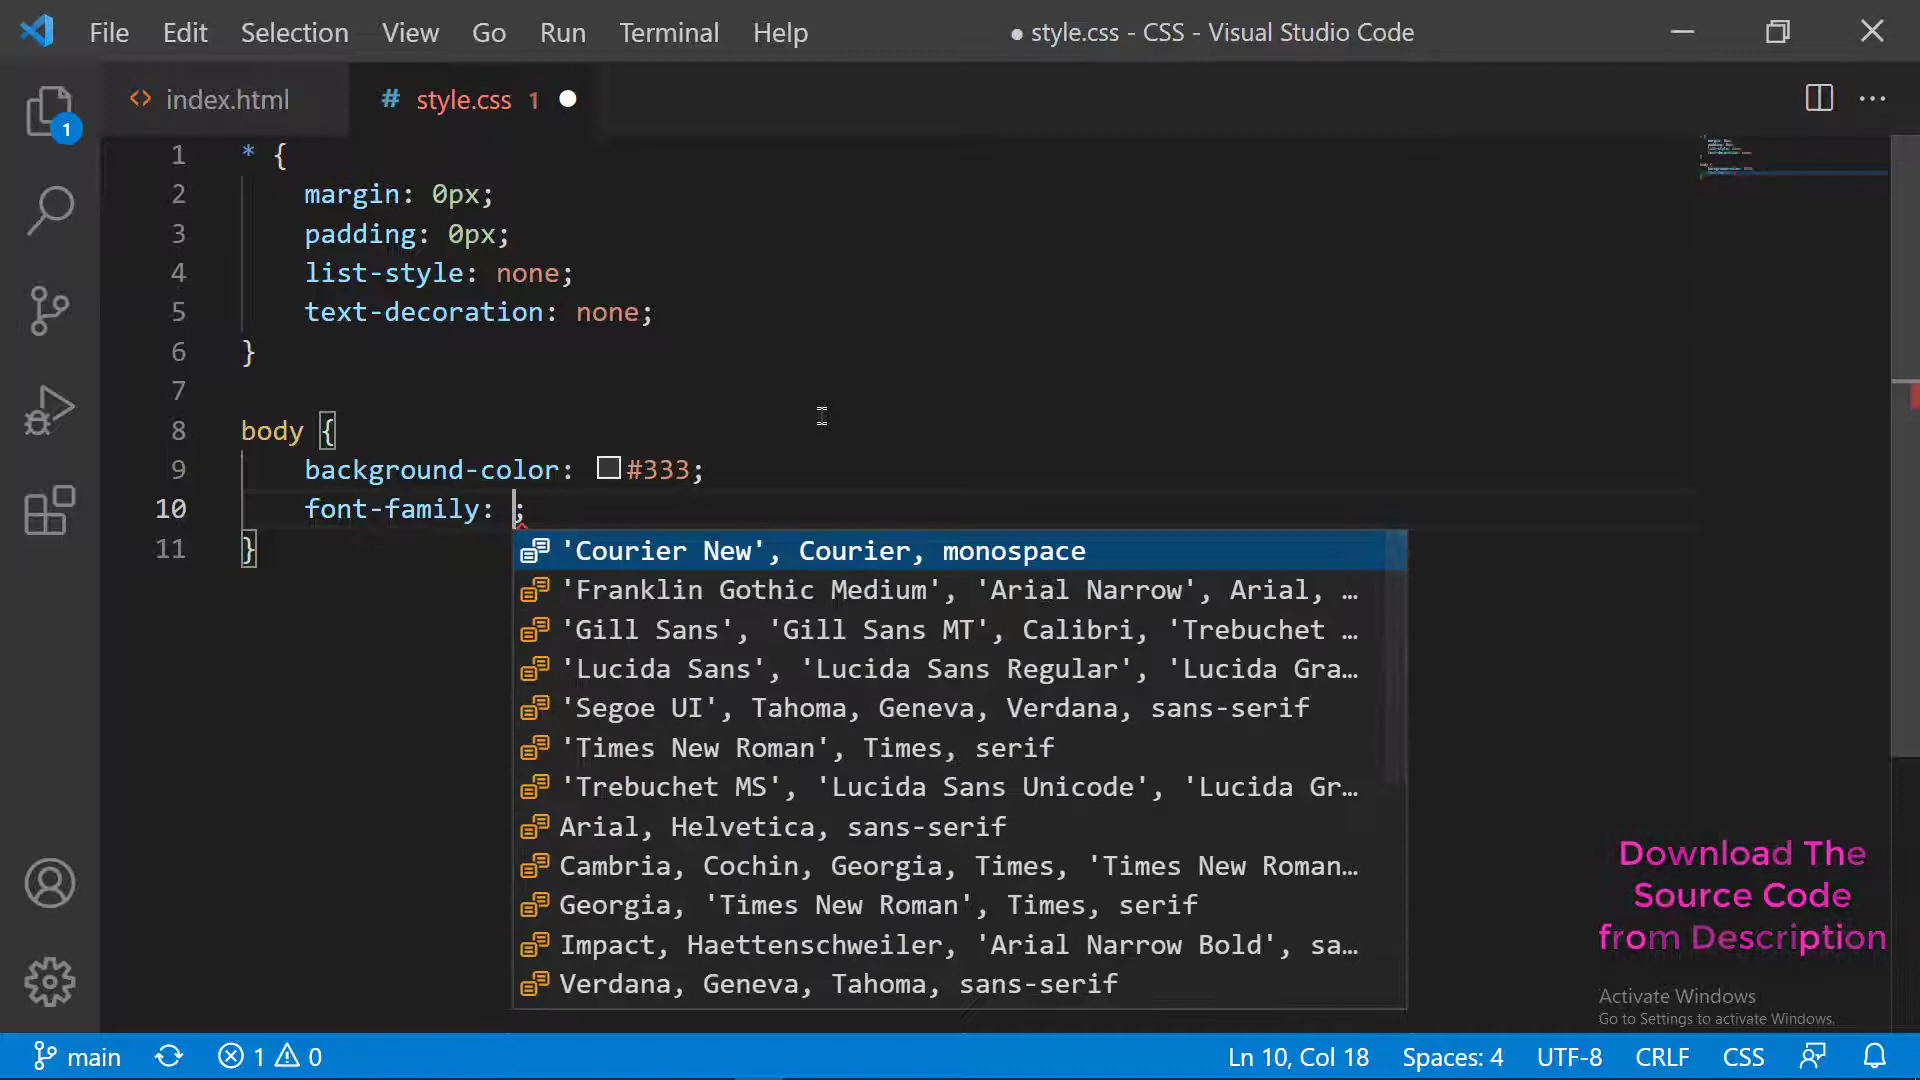 File Edit Selection View Go Run Terminal Help ● style.css - CSS - Visual Studio Code
index.html # style.css 1
1
1 * {
2 margin: 0px;
3 padding: 0px;
4 list-style: none;
5 text-decoration: none;
6 }
7
8 body {
9 background-color: #333;
10 font-family: ;
11 }
'Courier New', Courier, monospace
'Franklin Gothic Medium', 'Arial Narrow', Arial, …
'Gill Sans', 'Gill Sans MT', Calibri, 'Trebuchet …
'Lucida Sans', 'Lucida Sans Regular', 'Lucida Gra…
'Segoe UI', Tahoma, Geneva, Verdana, sans-serif
'Times New Roman', Times, serif
'Trebuchet MS', 'Lucida Sans Unicode', 'Lucida Gr…
Arial, Helvetica, sans-serif
Cambria, Cochin, Georgia, Times, 'Times New Roman…
Georgia, 'Times New Roman', Times, serif
Impact, Haettenschweiler, 'Arial Narrow Bold', sa…
Verdana, Geneva, Tahoma, sans-serif
Download The
Source Code
from Description
Activate Windows
Go to Settings to activate Windows.
main 1 0 Ln 10, Col 18 Spaces: 4 UTF-8 CRLF CSS